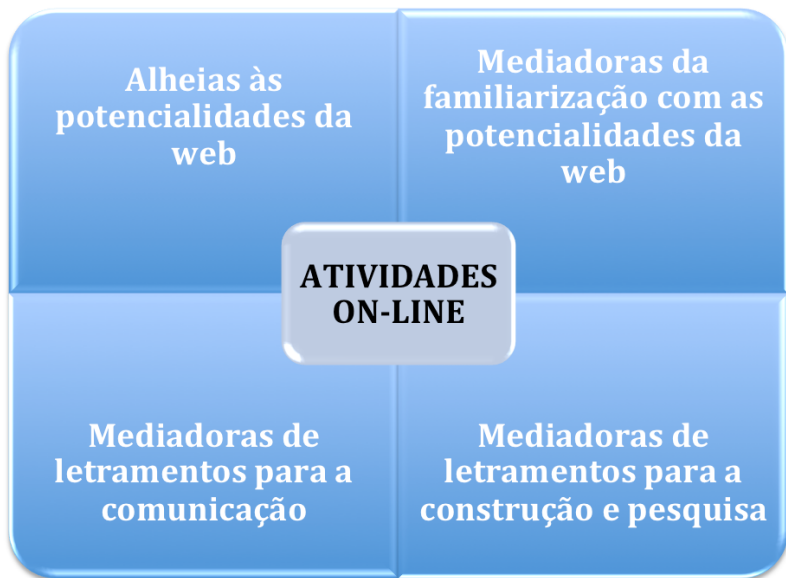 Alheias às
potencialidades da
web
Mediadoras da
familiarização com as
potencialidades da
web
ATIVIDADES
ON-LINE
Mediadoras de
letramentos para a
comunicação
Mediadoras de
letramentos para a
construção e pesquisa